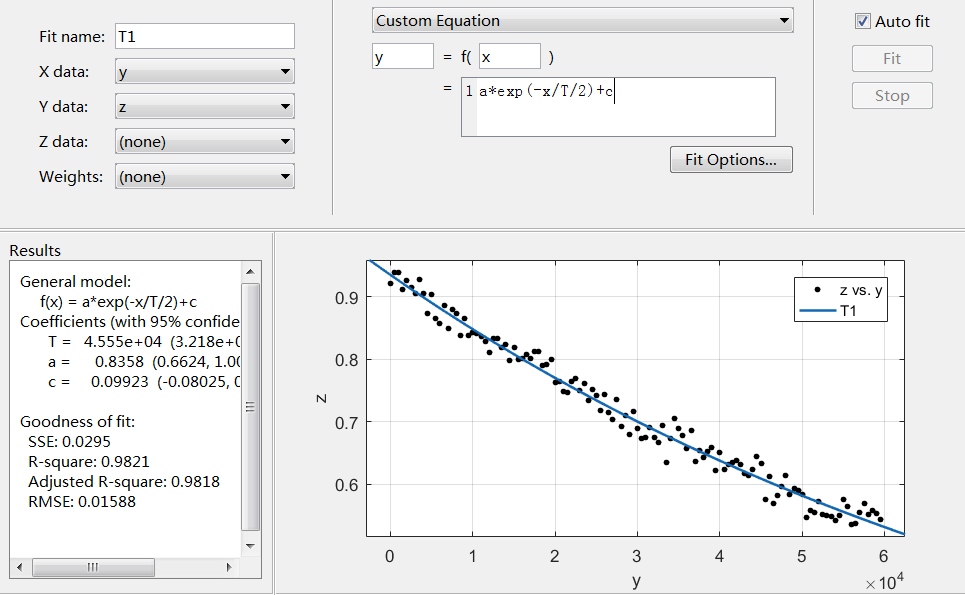 Fit name: T1
X data: y
Y data: z
Z data: (none)
Weights: (none)
Custom Equation
y = f( x )
= 1 a*exp(-x/T/2)+c
Fit Options...
Auto fit
Fit
Stop
Results
General model:
f(x) = a*exp(-x/T/2)+c
Coefficients (with 95% confide
T = 4.555e+04 (3.218e+0
a = 0.8358 (0.6624, 1.00
c = 0.09923 (-0.08025, 0
Goodness of fit:
SSE: 0.0295
R-square: 0.9821
Adjusted R-square: 0.9818
RMSE: 0.01588
z vs. y
T1
0.9
0.8
0.7
0.6
z
0 1 2 3 4 5 6
y
×10⁴